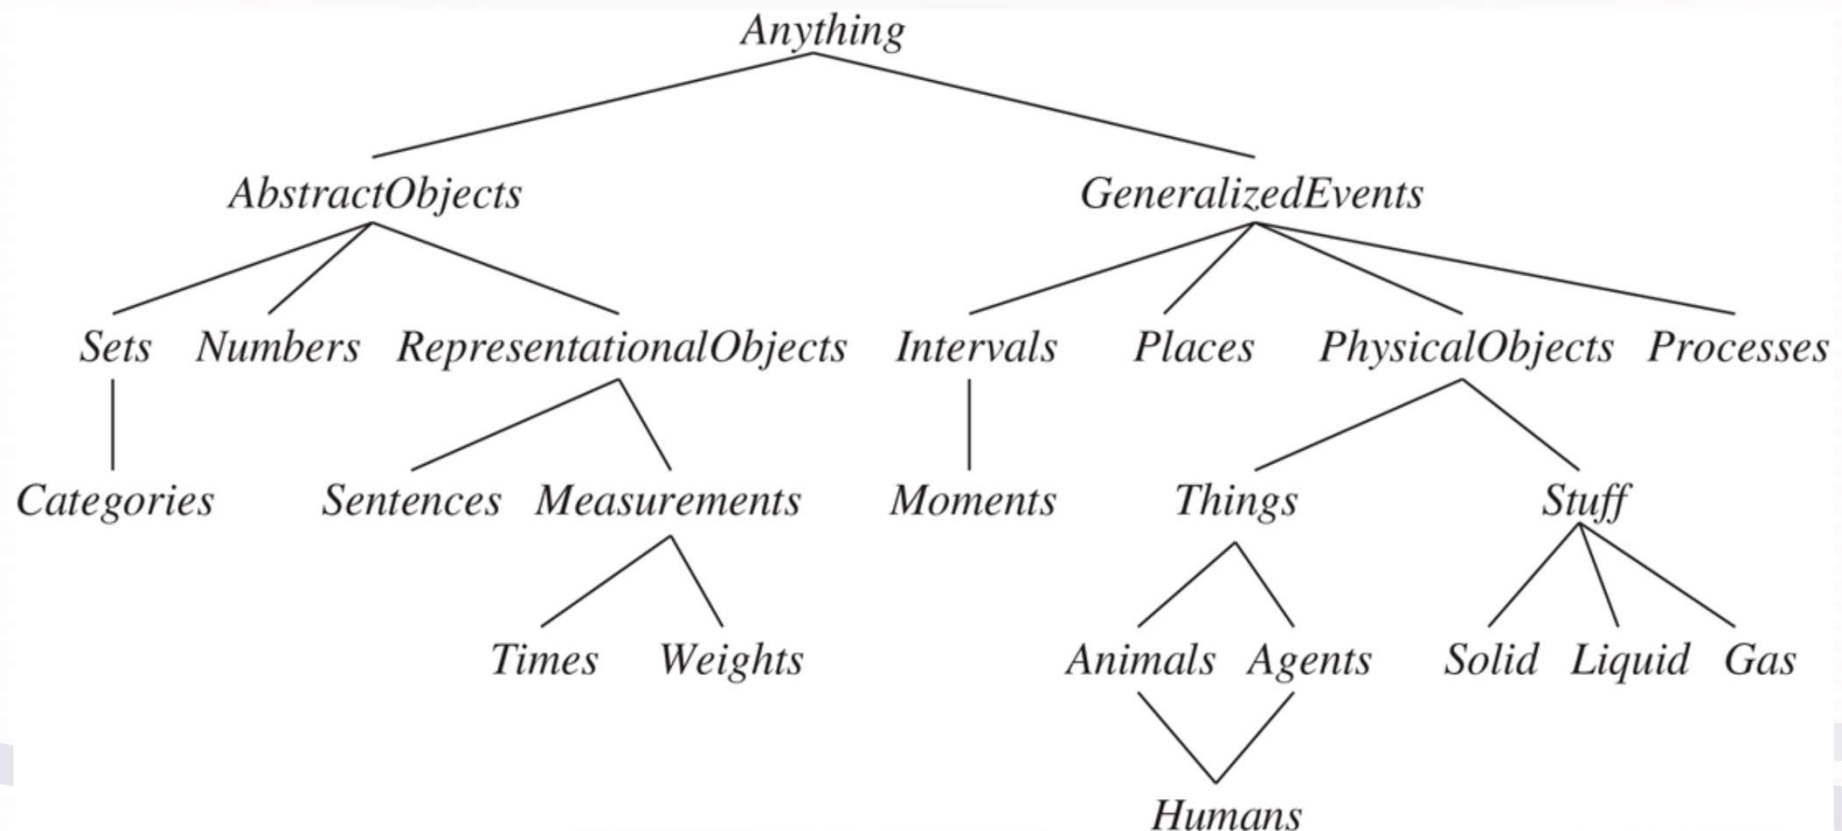 Anything
AbstractObjects GeneralizedEvents
Sets Numbers RepresentationalObjects Intervals Places PhysicalObjects Processes
Categories Sentences Measurements Moments Things Stuff
Times Weights Animals Agents Solid Liquid Gas
Humans